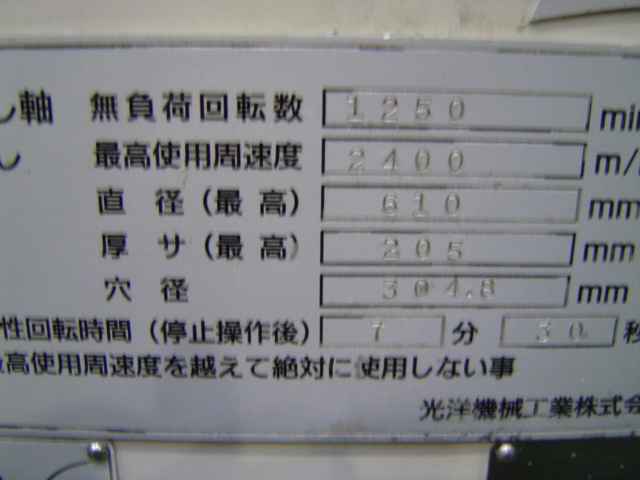 し軸 無負荷回転数 1250 min
最高使用周速度 2400 m/
直径(最高) 610 mm
厚サ(最高) 205 mm
穴径 304.8 mm
性回転時間(停止操作後) 7 分 30 秒
高使用周速度を越えて絶対に使用しない事
光洋機械工業株式会